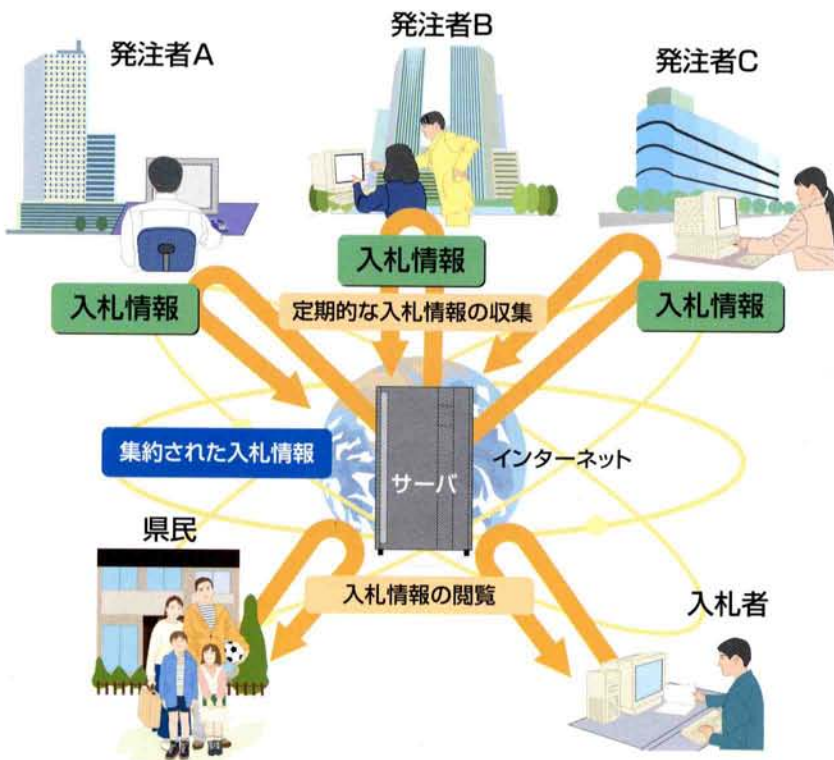 発注者A
発注者B
発注者C
入札情報
入札情報
入札情報
定期的な入札情報の収集
集約された入札情報
サーバ
インターネット
県民
入札情報の閲覧
入札者